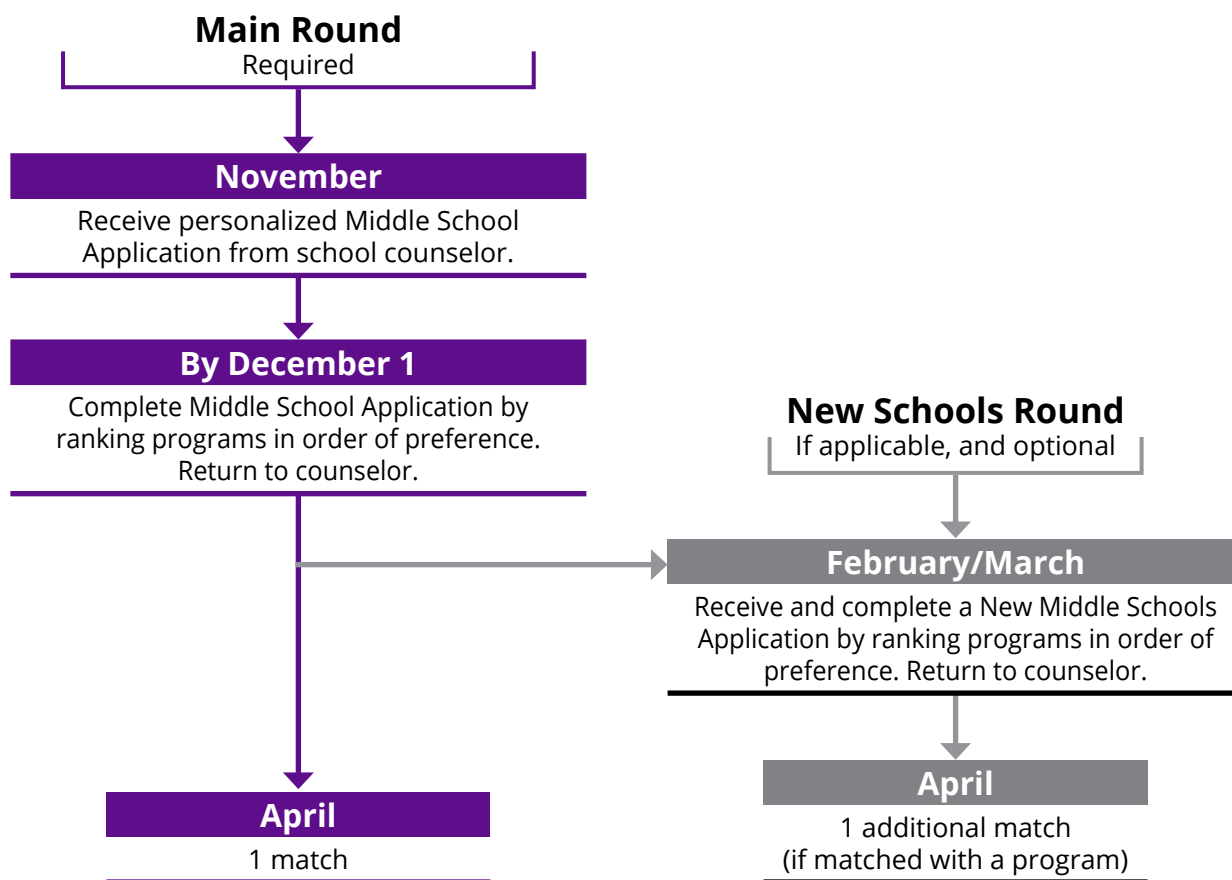 Main Round
Required
November
Receive personalized Middle School
Application from school counselor.
By December 1
Complete Middle School Application by
ranking programs in order of preference.
Return to counselor.
April
1 match
New Schools Round
If applicable, and optional
February/March
Receive and complete a New Middle Schools
Application by ranking programs in order of
preference. Return to counselor.
April
1 additional match
(if matched with a program)